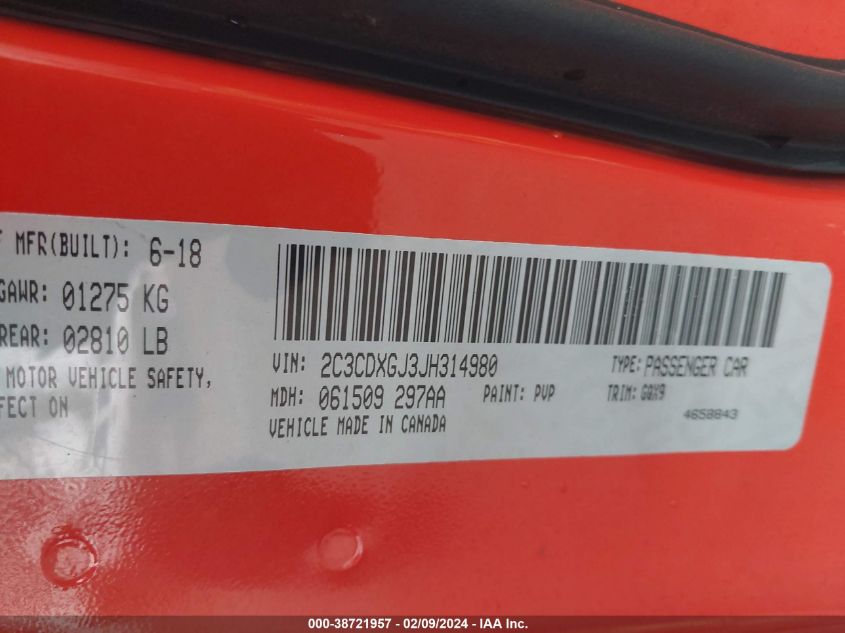 F MFR(BUILT): 6-18
GAWR: 01275 KG
REAR: 02810 LB
MOTOR VEHICLE SAFETY,
FECT ON
VIN: 2C3CDXGJ3JH314980
TYPE: PASSENGER CAR
MDH: 061509 297AA
PAINT: PVP
TRIM: GQX9
VEHICLE MADE IN CANADA
4658843
000-38721957 - 02/09/2024 - IAA Inc.